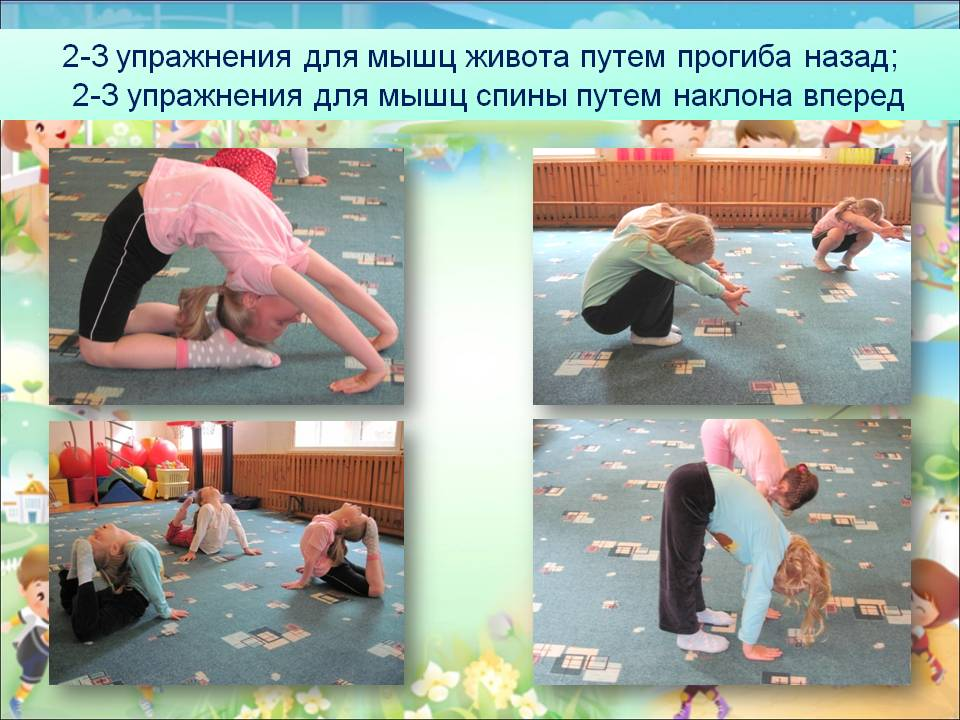 2-3 упражнения для мышц живота путем прогиба назад;
2-3 упражнения для мышц спины путем наклона вперед